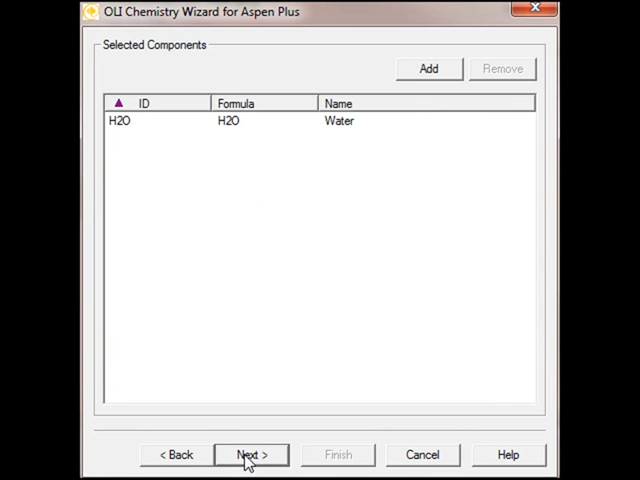 OLI Chemistry Wizard for Aspen Plus
Selected Components
Add
Remove
ID Formula Name
H2O H2O Water
< Back Next > Finish Cancel Help